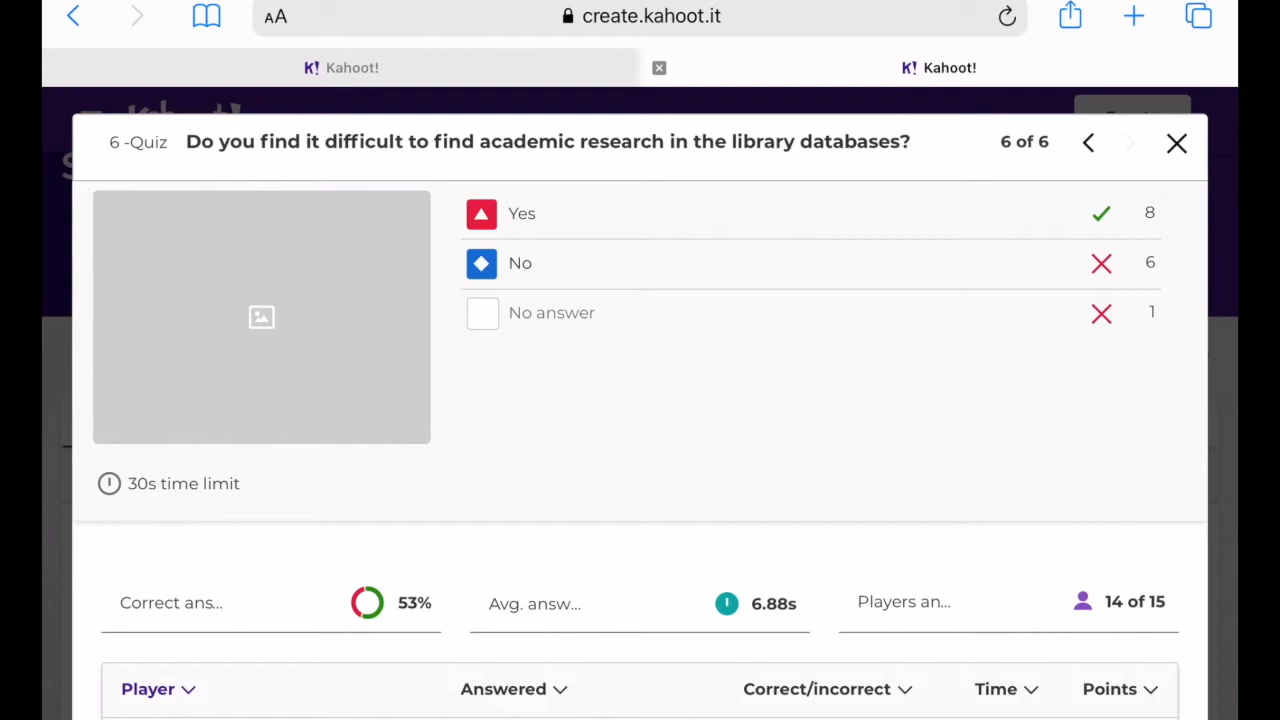 AA create.kahoot.it
K! Kahoot! K! Kahoot!
6 -Quiz Do you find it difficult to find academic research in the library databases? 6 of 6
Yes 8
No 6
No answer 1
30s time limit
Correct ans... 53% Avg. answ... 6.88s Players an... 14 of 15
Player Answered Correct/incorrect Time Points